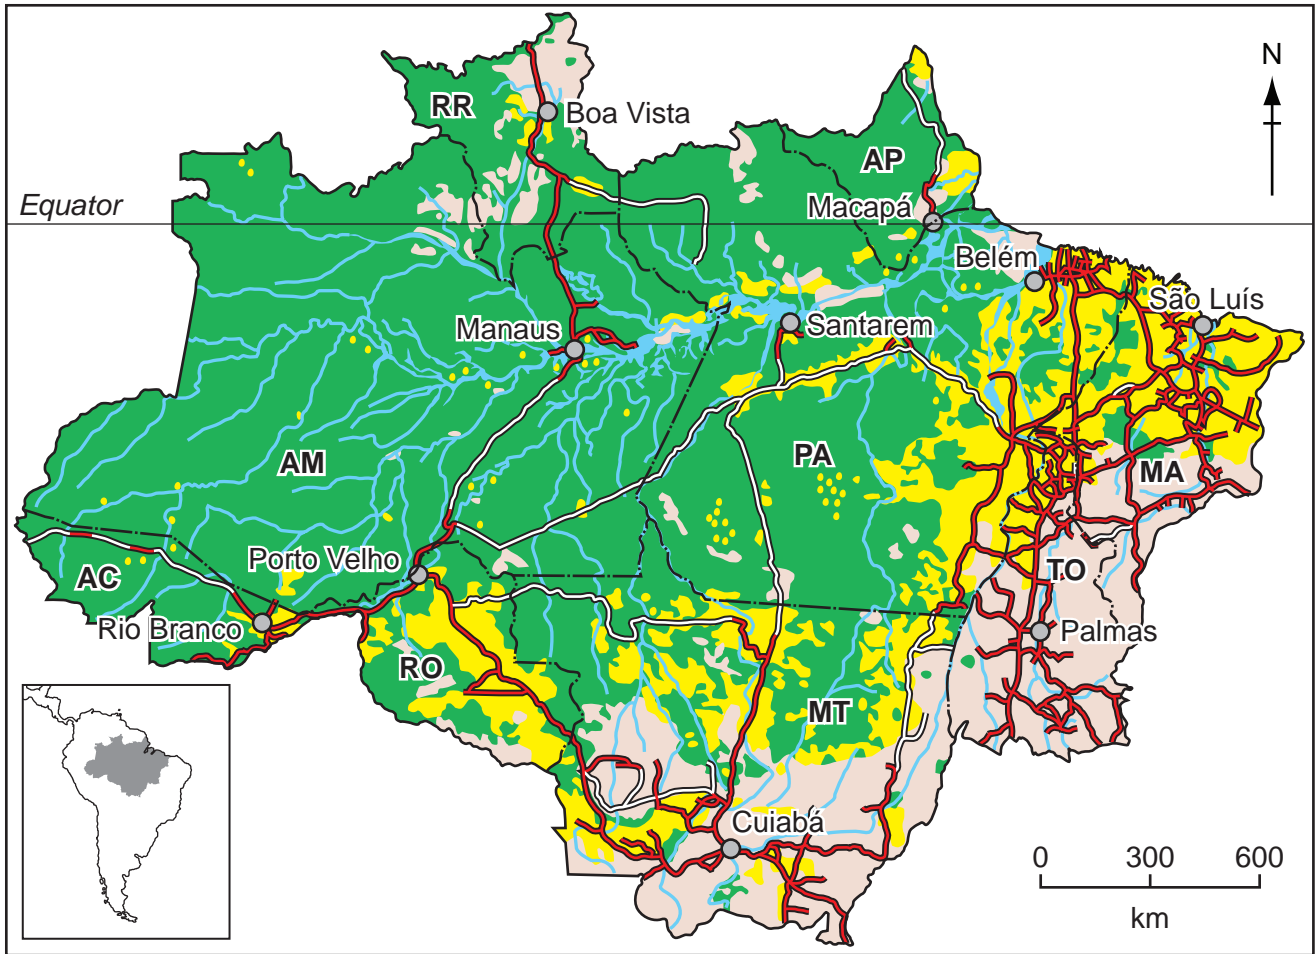 N
RR
Boa Vista
AP
Equator
Macapá
Belém
São Luís
Manaus
Santarem
AM
PA
MA
Porto Velho
AC
TO
Rio Branco
Palmas
RO
MT
Cuiabá
0 300 600
km